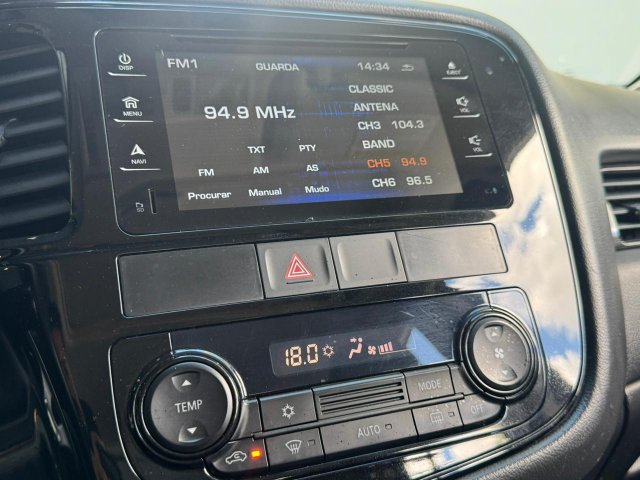 DISP
FM1 GUARDA 14:34
EJECT
CLASSIC
MENU
94.9 MHz
ANTENA
VOL
CH3 104.3
TXT PTY
BAND
NAVI
FM AM AS
CH5 94.9
VOL
Procurar Manual Mudo
CH6 96.5
SD
18.0
TEMP
MODE
AUTO
OFF